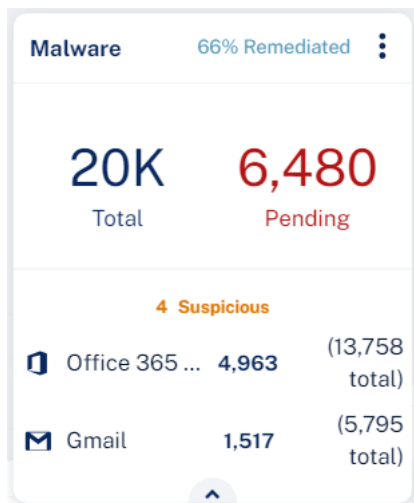 Malware 66% Remediated
20K 6,480
Total Pending
4 Suspicious
Office 365 ... 4,963 (13,758
total)
Gmail 1,517 (5,795
total)